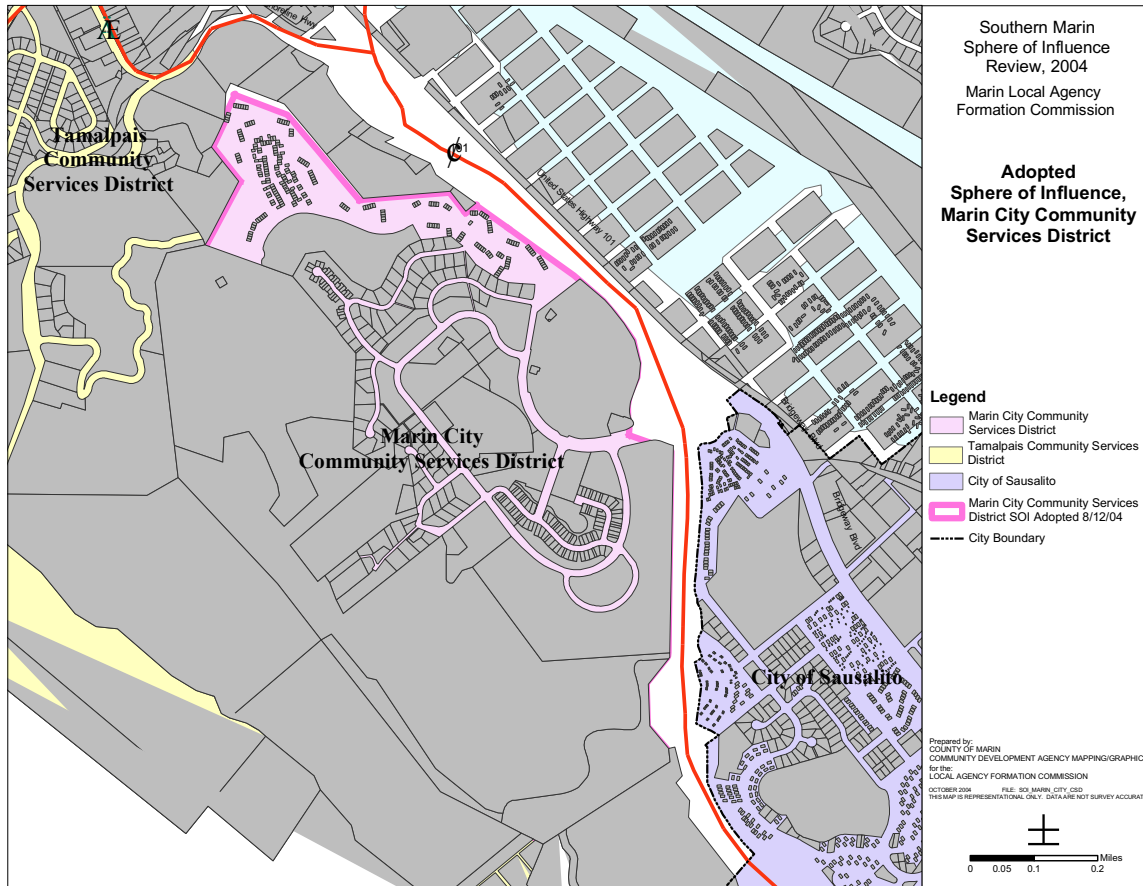 Southern Marin
Sphere of Influence
Review, 2004
Marin Local Agency
Formation Commission
Adopted
Sphere of Influence,
Marin City Community
Services District
Legend
Marin City Community
Services District
Tamalpais Community Services
District
City of Sausalito
Marin City Community Services
District SOI Adopted 8/12/04
City Boundary
Prepared by:
COUNTY OF MARIN
COMMUNITY DEVELOPMENT AGENCY MAPPING/GRAPHIC
for the:
LOCAL AGENCY FORMATION COMMISSION
OCTOBER 2004 FILE: SOI_MARIN_CITY_CSD
THIS MAP IS REPRESENTATIONAL ONLY. DATA ARE NOT SURVEY ACCURAT
0 0.05 0.1 0.2
Miles
Æ
Hwy
Tamalpais
Community
Services District
United States Highway 101
Marin City
Community Services District
Bridgeway
Bridgeway Blvd
City of Sausalito